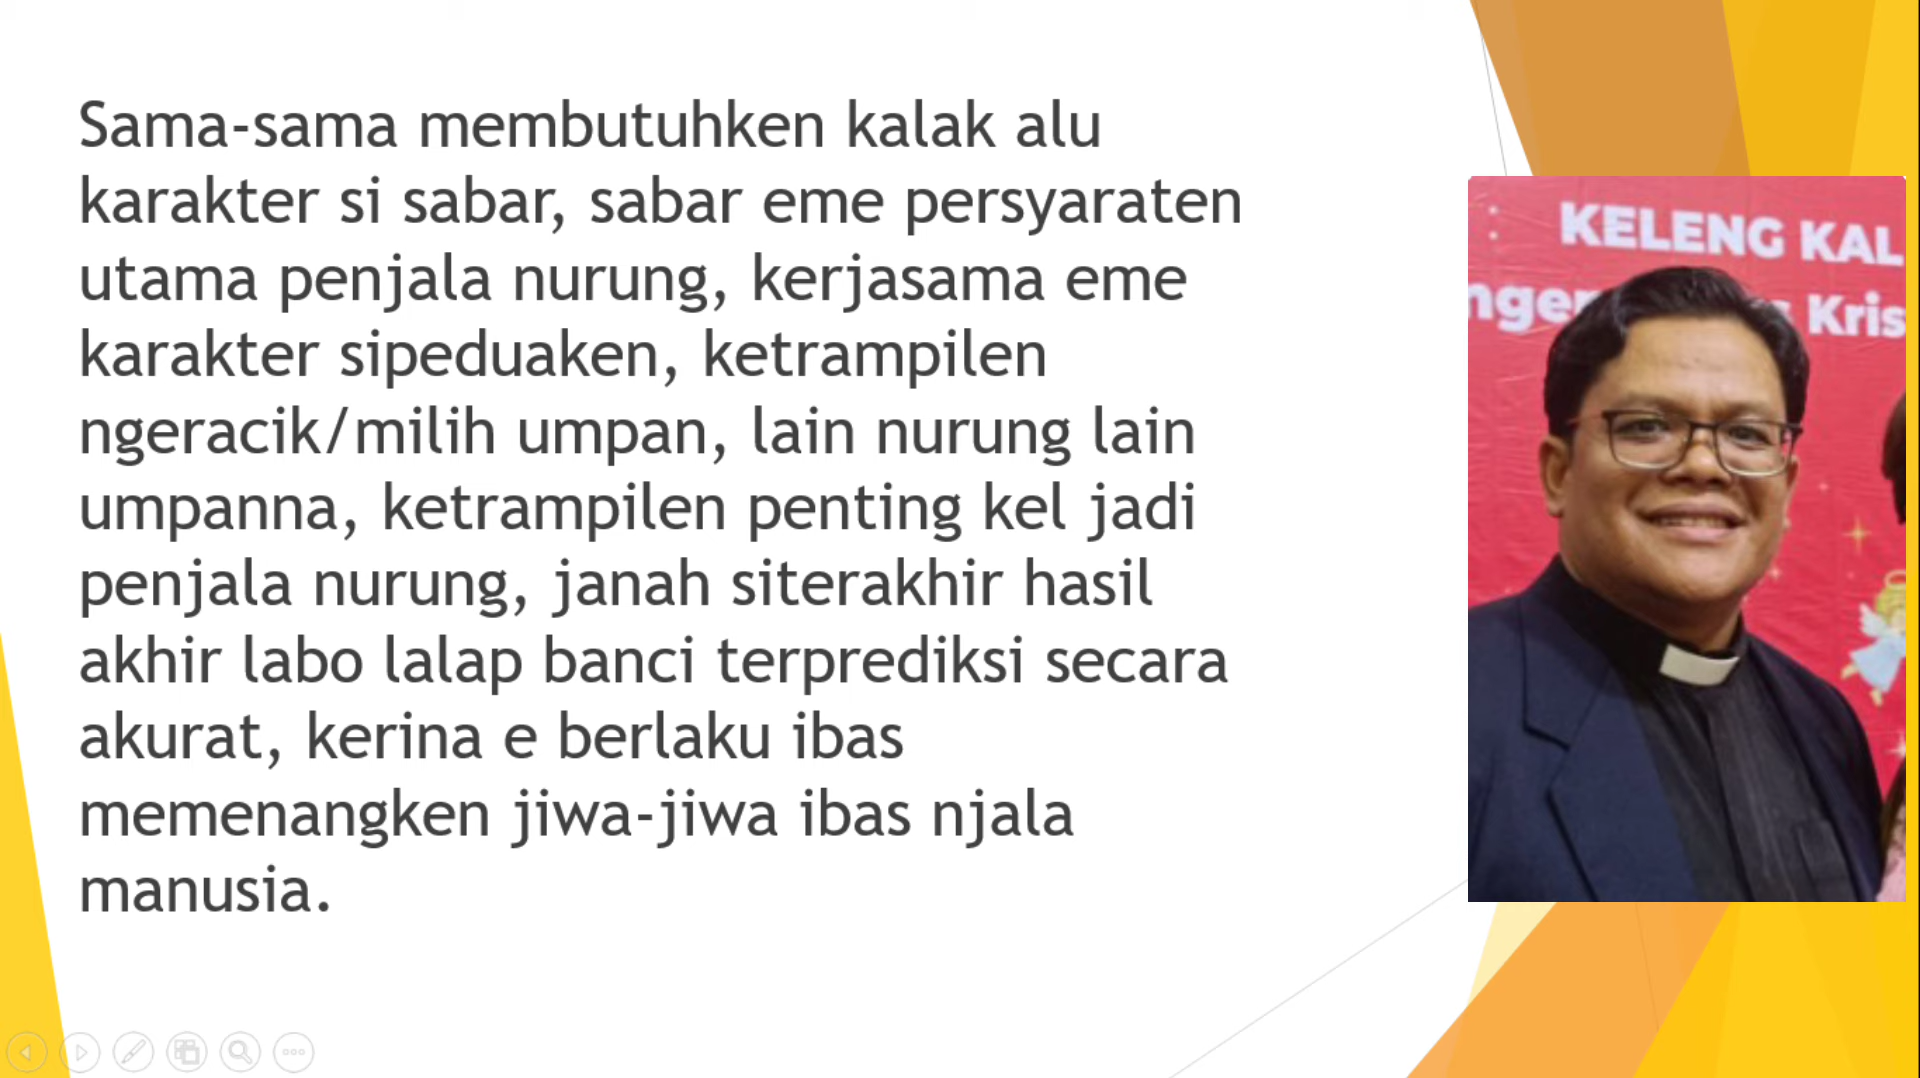 Sama-sama membutuhken kalak alu
karakter si sabar, sabar eme persyaraten
utama penjala nurung, kerjasama eme
karakter sipeduaken, ketrampilen
ngeracik/milih umpan, lain nurung lain
umpanna, ketrampilen penting kel jadi
penjala nurung, janah siterakhir hasil
akhir labo lalap banci terprediksi secara
akurat, kerina e berlaku ibas
memenangken jiwa-jiwa ibas njala
manusia.
KELENG KAL